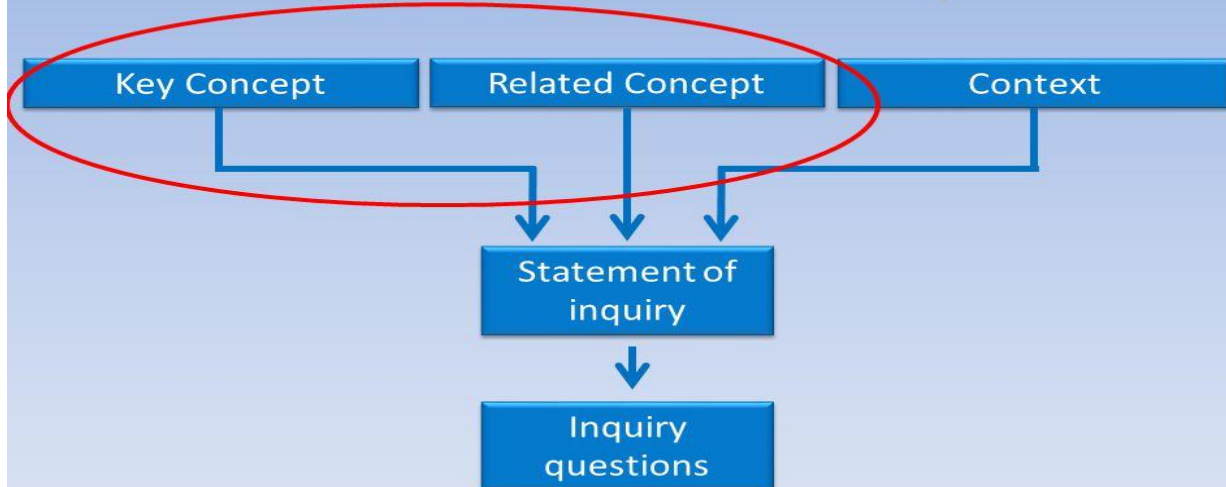 Key Concept
Related Concept
Context
Statement of
inquiry
Inquiry
questions